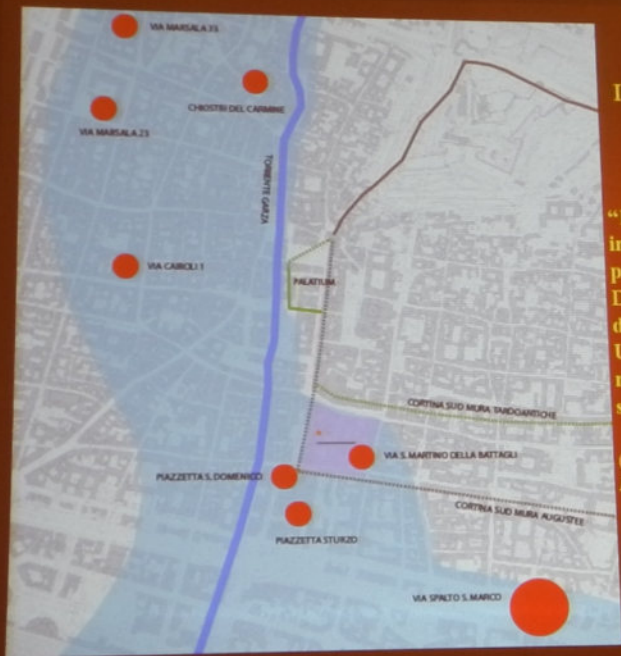 VIA MARSALA 33
CHIOSTRI DEL CARMINE
VIA MARSALA 23
TORRENTE GARZA
VIA CAIROLI 1
PALATIUM
CORTINA SUD MURA TARDOANTICHE
VIA S. MARTINO DELLA BATTAGLI
PIAZZETTA S. DOMENICO
CORTINA SUD MURA AUGUSTEE
PIAZZETTA STURZO
VIA SPALTO S. MARCO